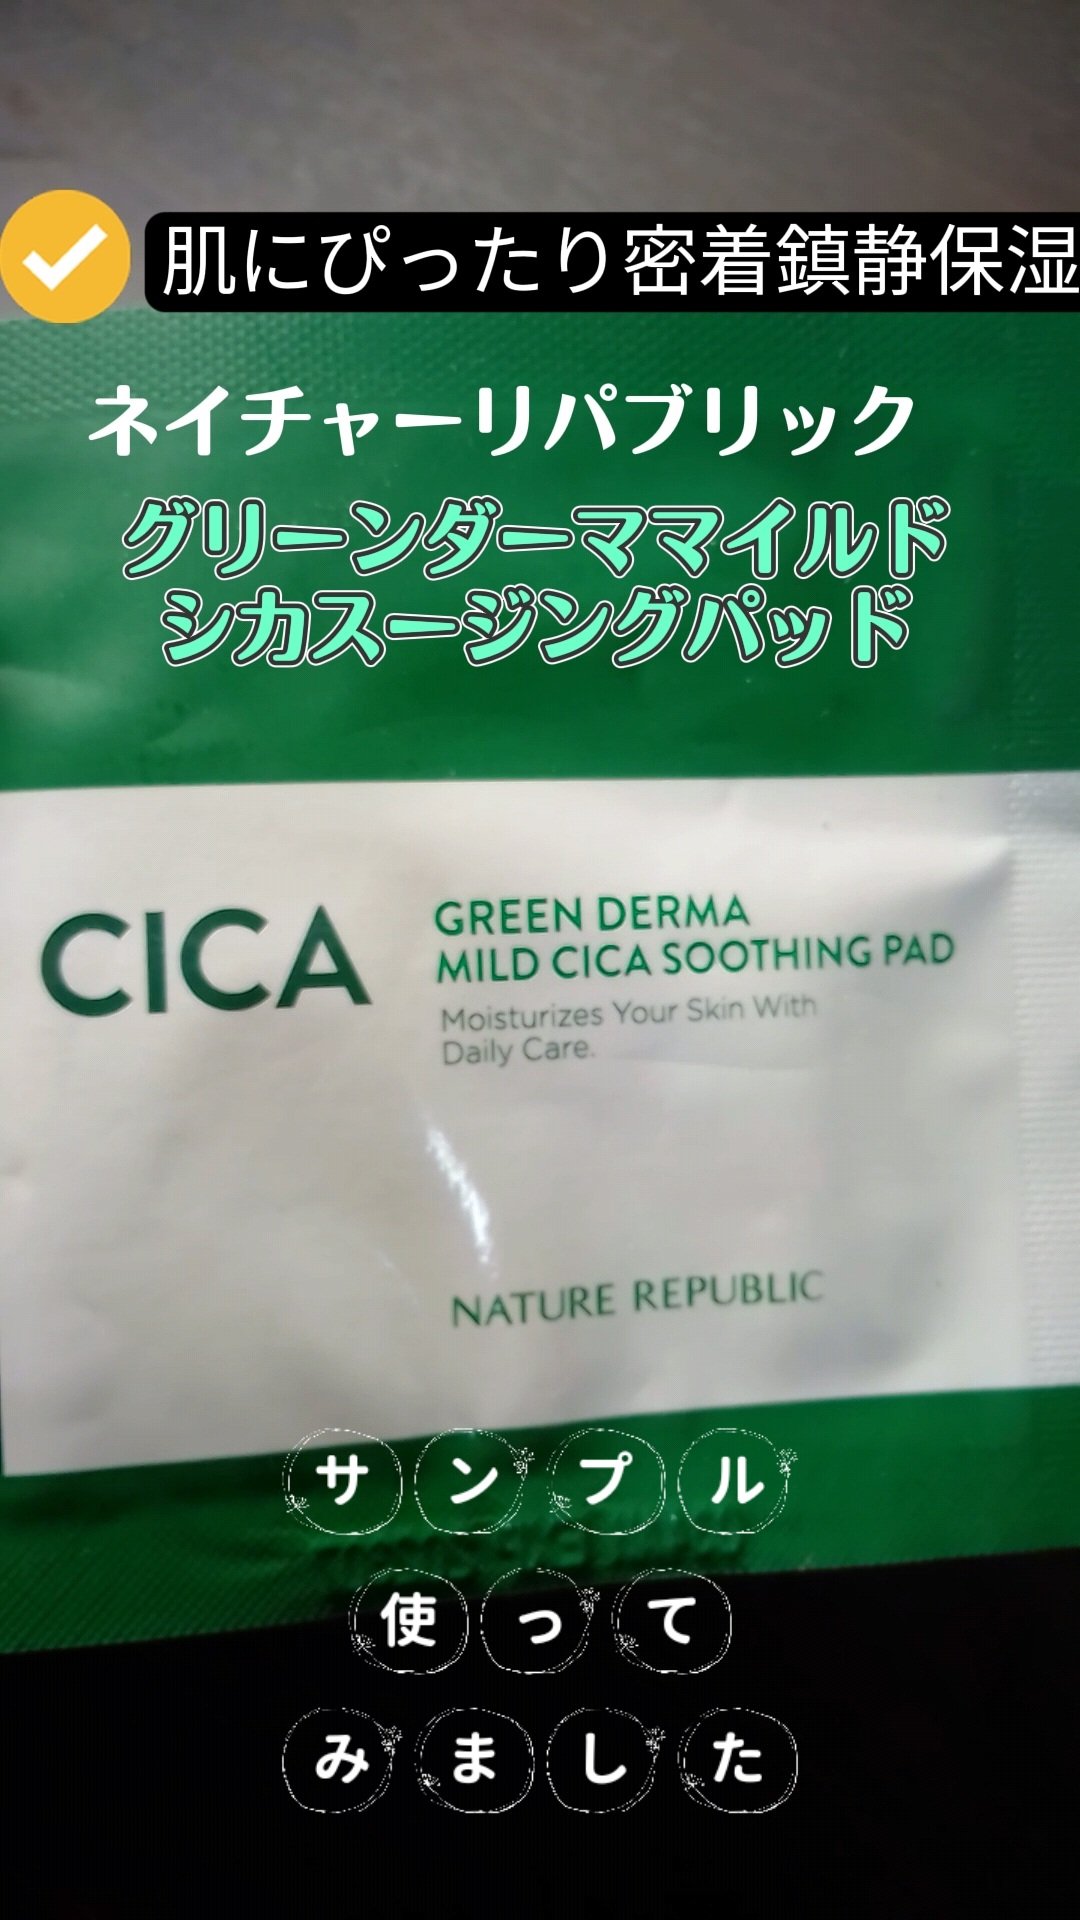 肌にぴったり密着鎮静保湿
ネイチャーリパブリック
グリーンダーママイルド
シカスージングパッド
CICA
GREEN DERMA
MILD CICA SOOTHING PAD
Moisturizes Your Skin With
Daily Care.
NATURE REPUBLIC
サンプル
使って
みました